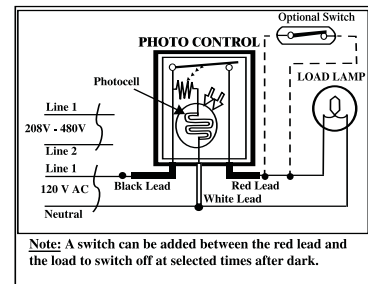 Optional Switch
PHOTO CONTROL
Photocell
LOAD LAMP
Line 1
208V - 480V
Line 2
Line 1
120 V AC
Black Lead
Red Lead
White Lead
Neutral
Note: A switch can be added between the red lead and
the load to switch off at selected times after dark.